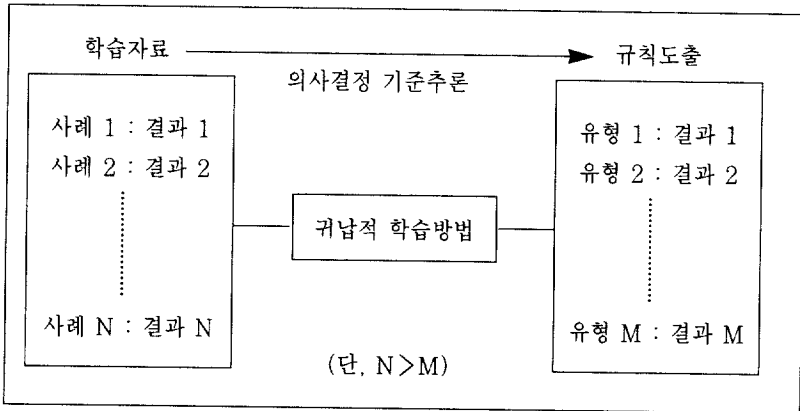 학습자료
규칙도출
의사결정 기준추론
사례 1 : 결과 1
사례 2 : 결과 2
사례 N : 결과 N
귀납적 학습방법
유형 1 : 결과 1
유형 2 : 결과 2
유형 M : 결과 M
(단, N>M)